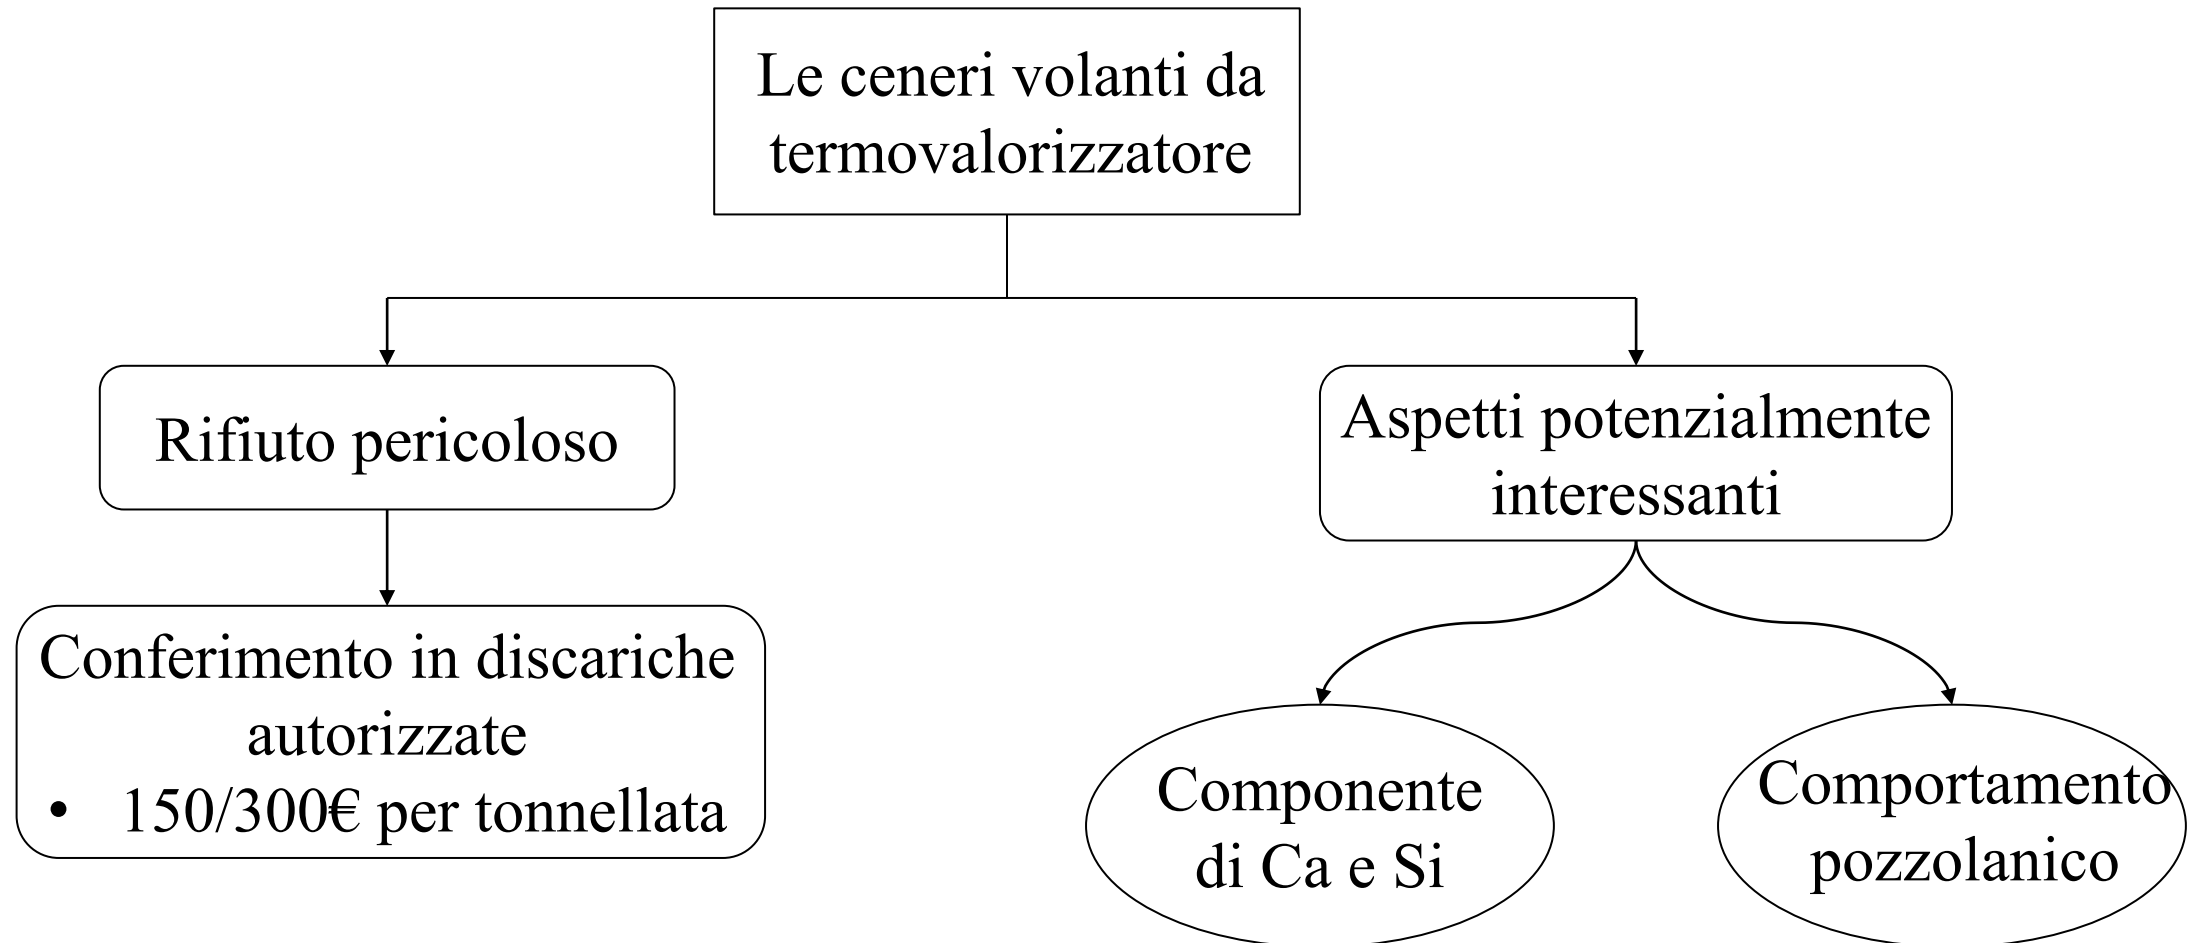 Le ceneri volanti da
termovalorizzatore
Rifiuto pericoloso
Aspetti potenzialmente
interessanti
Conferimento in discariche
autorizzate
• 150/300€ per tonnellata
Componente
di Ca e Si
Comportamento
pozzolanico